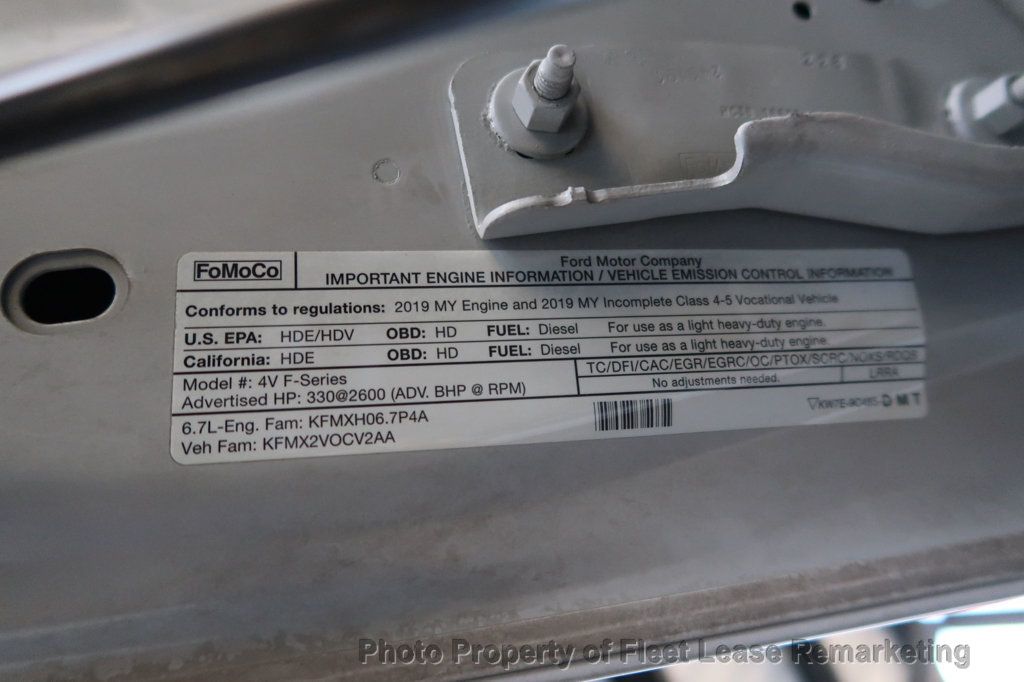 FoMoCo
Ford Motor Company
IMPORTANT ENGINE INFORMATION / VEHICLE EMISSION CONTROL INFORMATION
Conforms to regulations: 2019 MY Engine and 2019 MY Incomplete Class 4-5 Vocational Vehicle
U.S. EPA: HDE/HDV OBD: HD FUEL: Diesel For use as a light heavy-duty engine.
California: HDE OBD: HD FUEL: Diesel For use as a light heavy-duty engine.
Model #: 4V F-Series
Advertised HP: 330@2600 (ADV. BHP @ RPM)
TC/DFI/CAC/EGR/EGRC/OC/PTOX/SCRC/NOXS/RDQS
No adjustments needed. LRRA
6.7L-Eng. Fam: KFMXH06.7P4A
Veh Fam: KFMX2VOCV2AA
DMT
Photo Property of Fleet Lease Remarketing